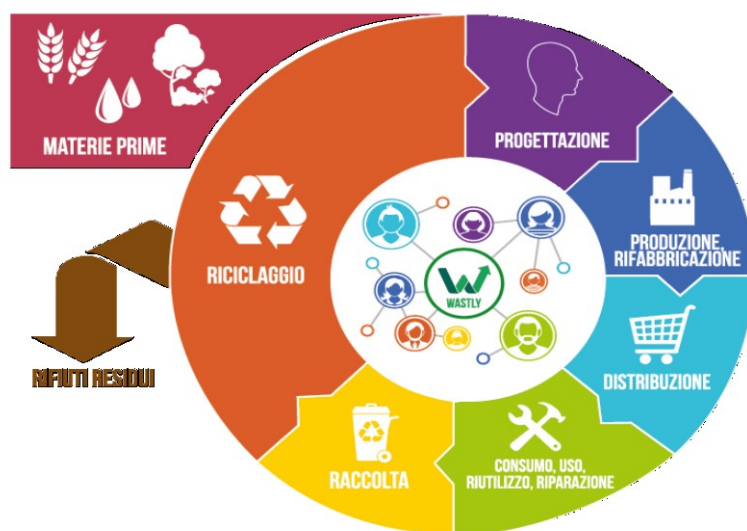 MATERIE PRIME
PROGETTAZIONE
PRODUZIONE,
RIFABBRICAZIONE
DISTRIBUZIONE
CONSUMO, USO,
RIUTILIZZO, RIPARAZIONE
RACCOLTA
RICICLAGGIO
RIFIUTI RESIDUI
W
WASTLY